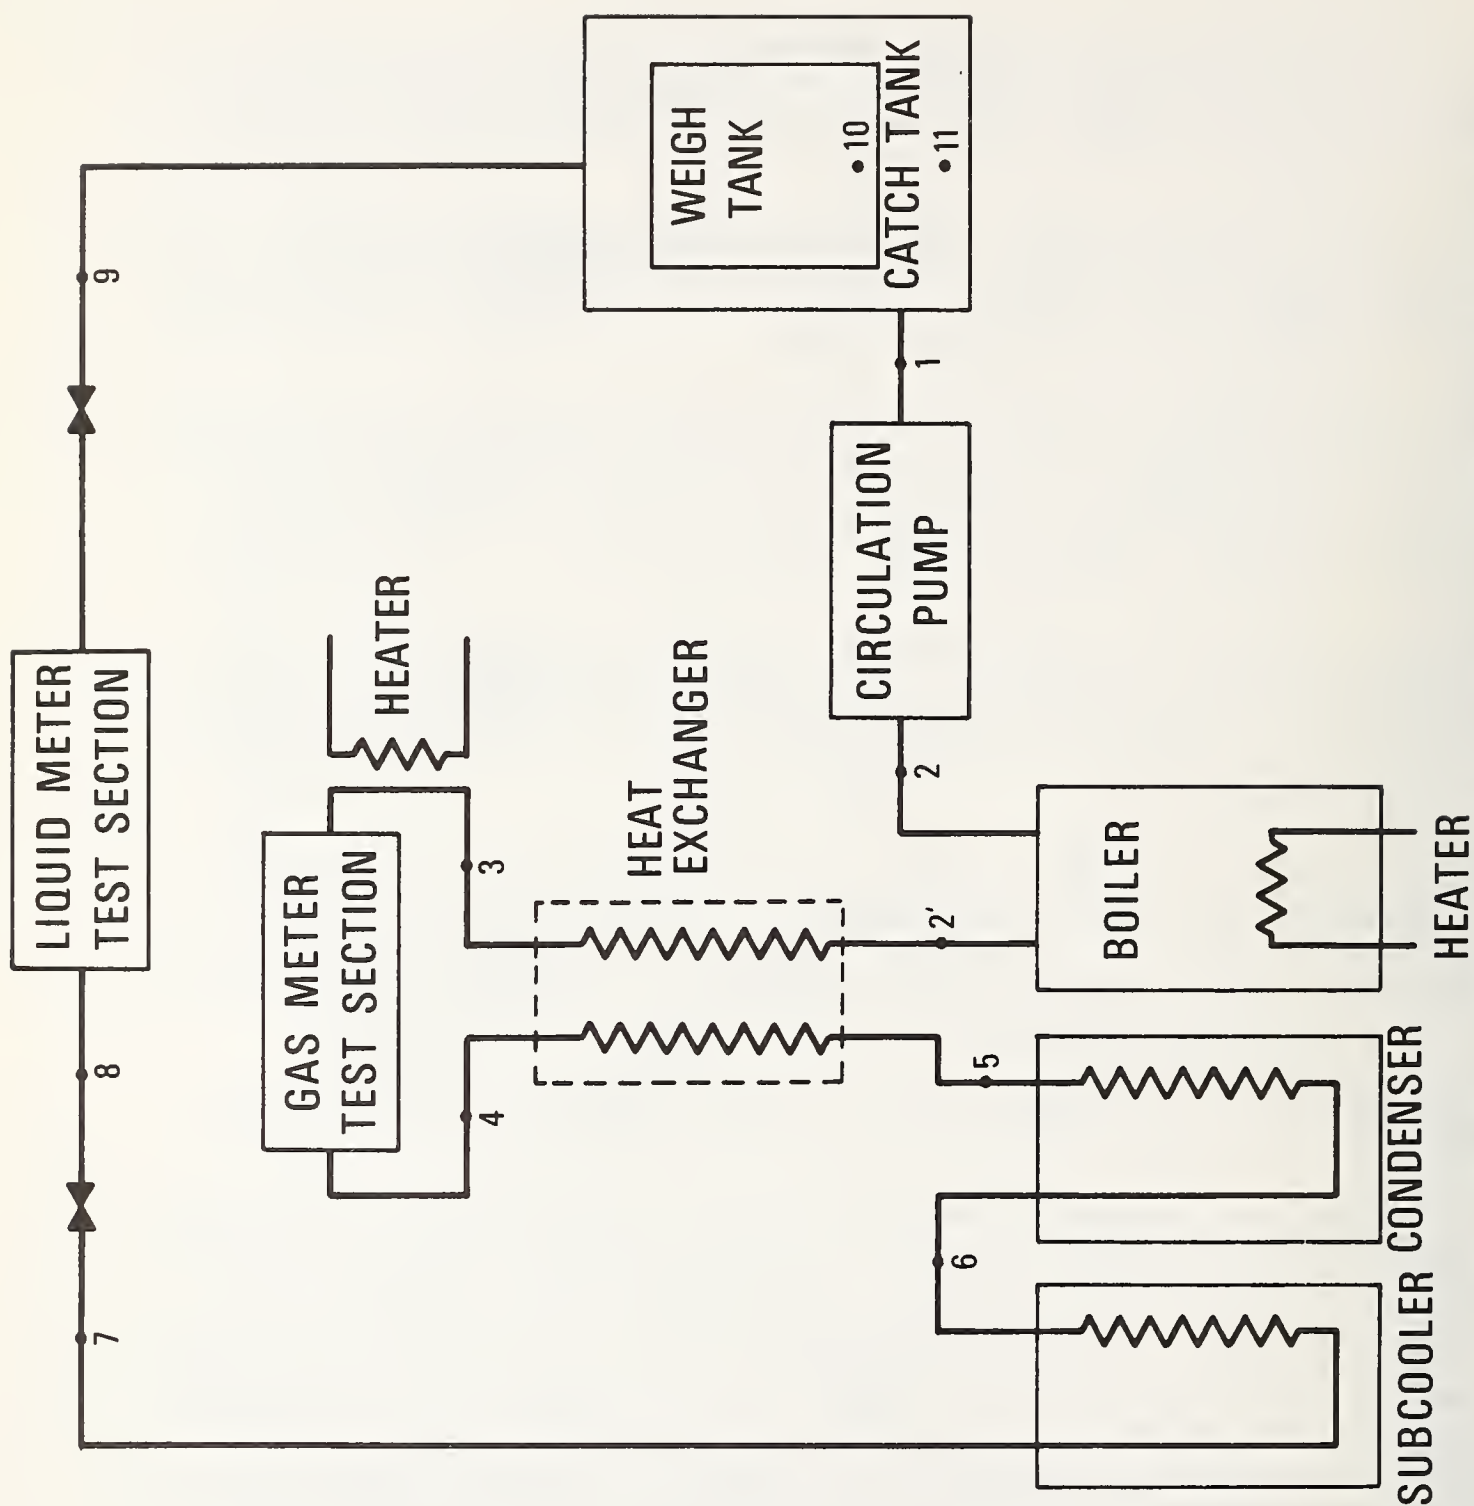 LIQUID METER
TEST SECTION
7
8
9
GAS METER
TEST SECTION
HEATER
4
3
HEAT
EXCHANGER
WEIGH
TANK
10
CATCH TANK
11
CIRCULATION
PUMP
1
2
2'
5
6
SUBCOOLER
CONDENSER
BOILER
HEATER